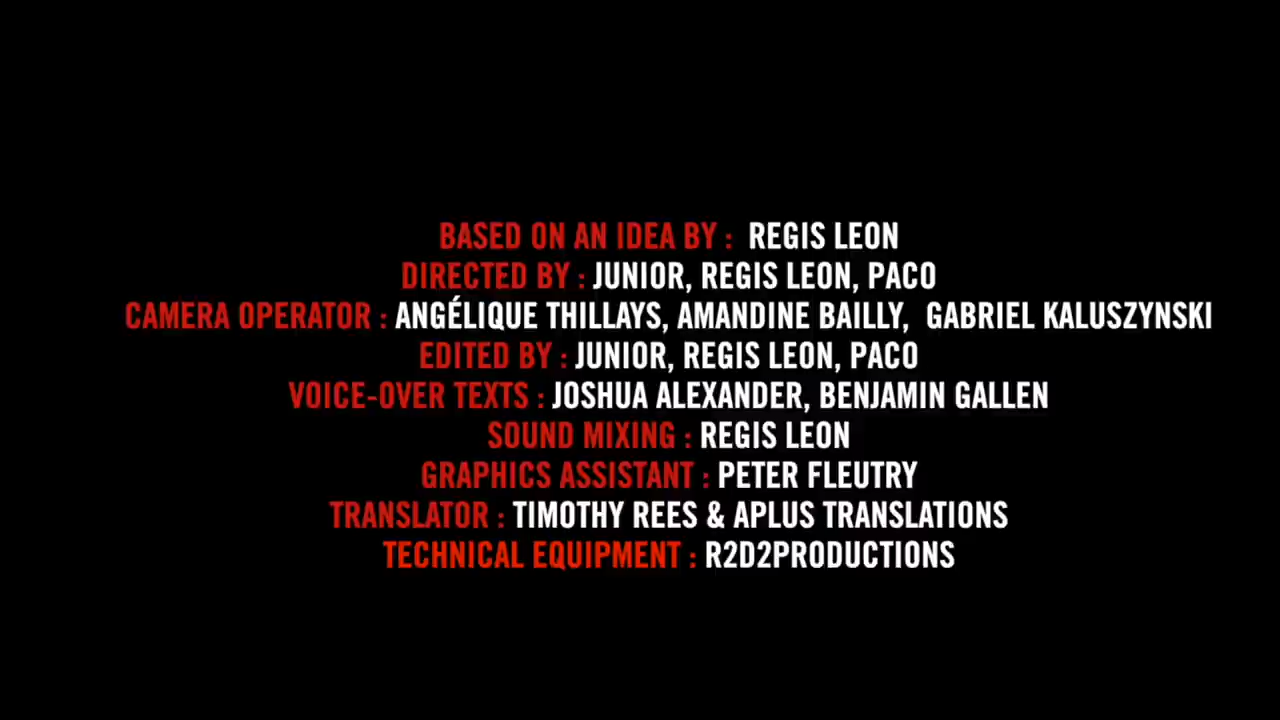 BASED ON AN IDEA BY : REGIS LEON
DIRECTED BY : JUNIOR, REGIS LEON, PACO
CAMERA OPERATOR : ANGÉLIQUE THILLAYS, AMANDINE BAILLY, GABRIEL KALUSZYNSKI
EDITED BY : JUNIOR, REGIS LEON, PACO
VOICE-OVER TEXTS : JOSHUA ALEXANDER, BENJAMIN GALLEN
SOUND MIXING : REGIS LEON
GRAPHICS ASSISTANT : PETER FLEUTRY
TRANSLATOR : TIMOTHY REES & APLUS TRANSLATIONS
TECHNICAL EQUIPMENT : R2D2PRODUCTIONS